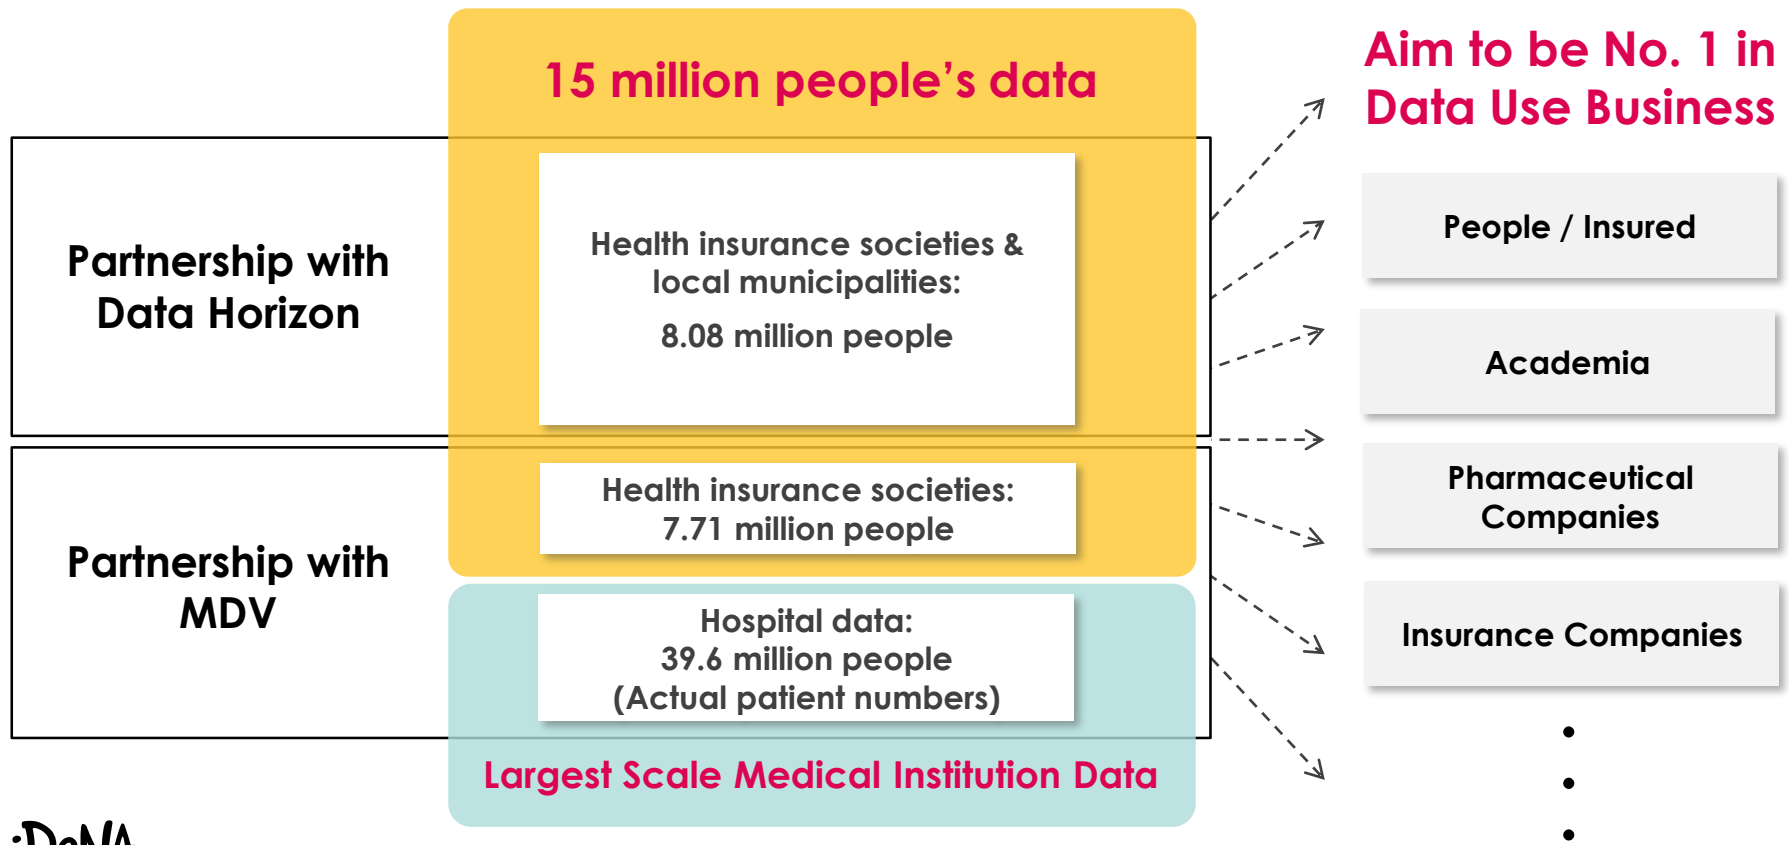 15 million people’s data
Aim to be No. 1 in
Data Use Business
Partnership with
Data Horizon
Health insurance societies &
local municipalities:
8.08 million people
Partnership with
MDV
Health insurance societies:
7.71 million people
Hospital data:
39.6 million people
(Actual patient numbers)
Largest Scale Medical Institution Data
People / Insured
Academia
Pharmaceutical
Companies
Insurance Companies
DeNA